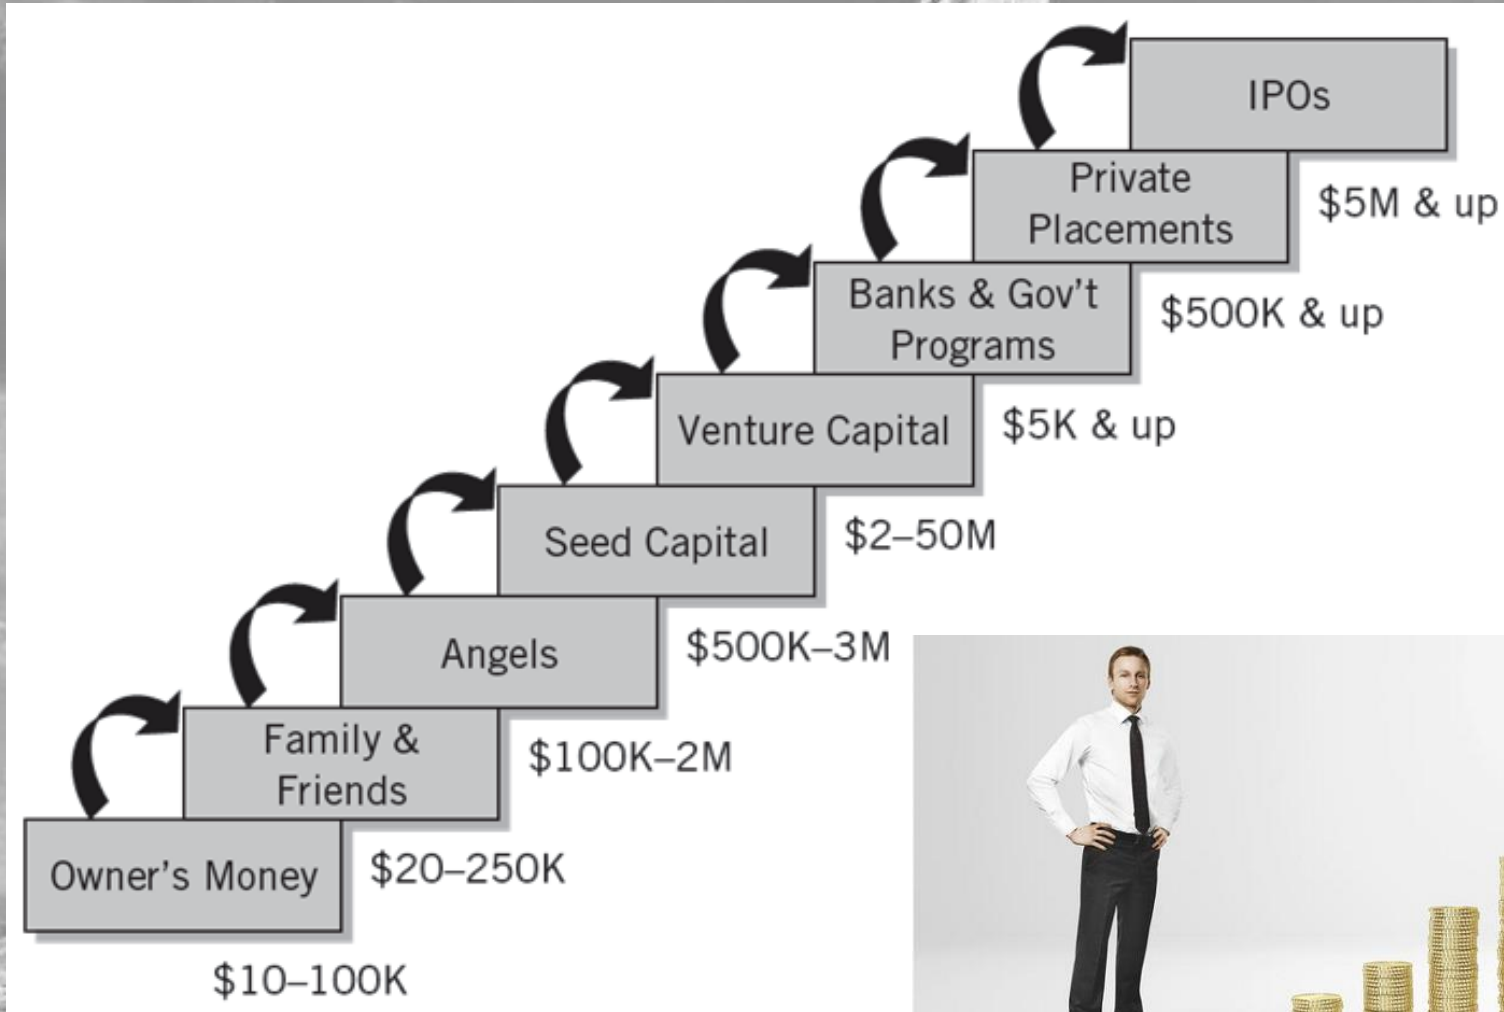 IPOs
Private
Placements
$5M & up
Banks & Gov't
Programs
$500K & up
Venture Capital
$5K & up
Seed Capital
$2–50M
Angels
$500K–3M
Family &
Friends
$100K–2M
Owner's Money
$20–250K
$10–100K